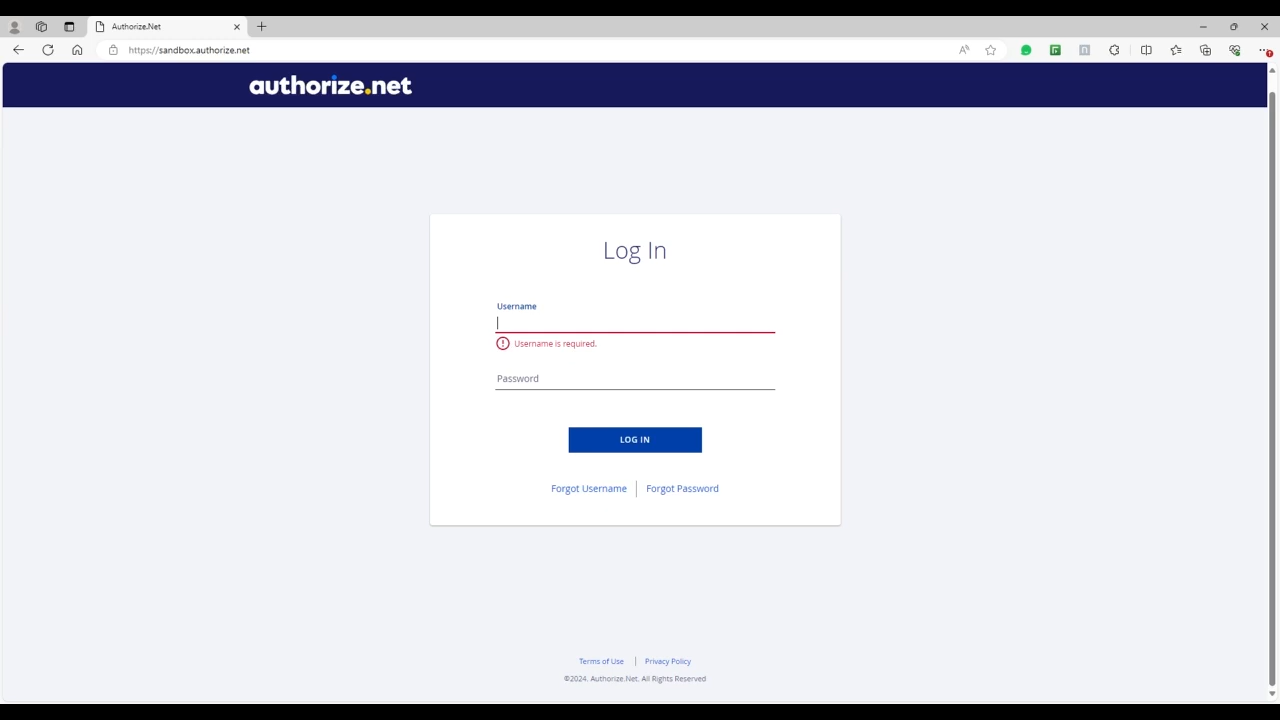 Authorize.Net
https://sandbox.authorize.net
authorize.net
Log In
Username
Username is required.
Password
LOG IN
Forgot Username
Forgot Password
Terms of Use
Privacy Policy
©2024. Authorize.Net. All Rights Reserved